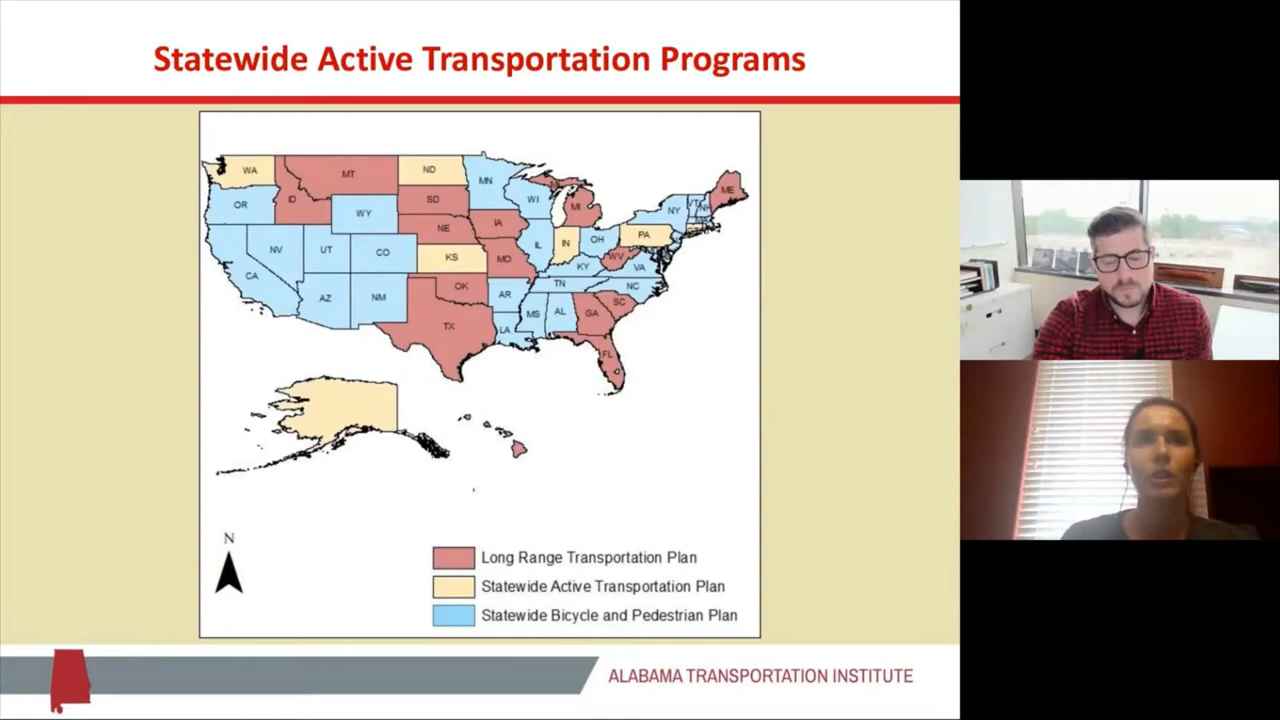 Statewide Active Transportation Programs
WA
MT
ND
MN
ME
OR
ID
SD
WI
MI
NY
VT
NH
WY
NE
IA
PA
NV
UT
CO
IL
IN
OH
CA
KS
MO
WV
VA
KY
AZ
NM
OK
AR
TN
NC
TX
MS
AL
GA
SC
LA
FL
N
Long Range Transportation Plan
Statewide Active Transportation Plan
Statewide Bicycle and Pedestrian Plan
ALABAMA TRANSPORTATION INSTITUTE